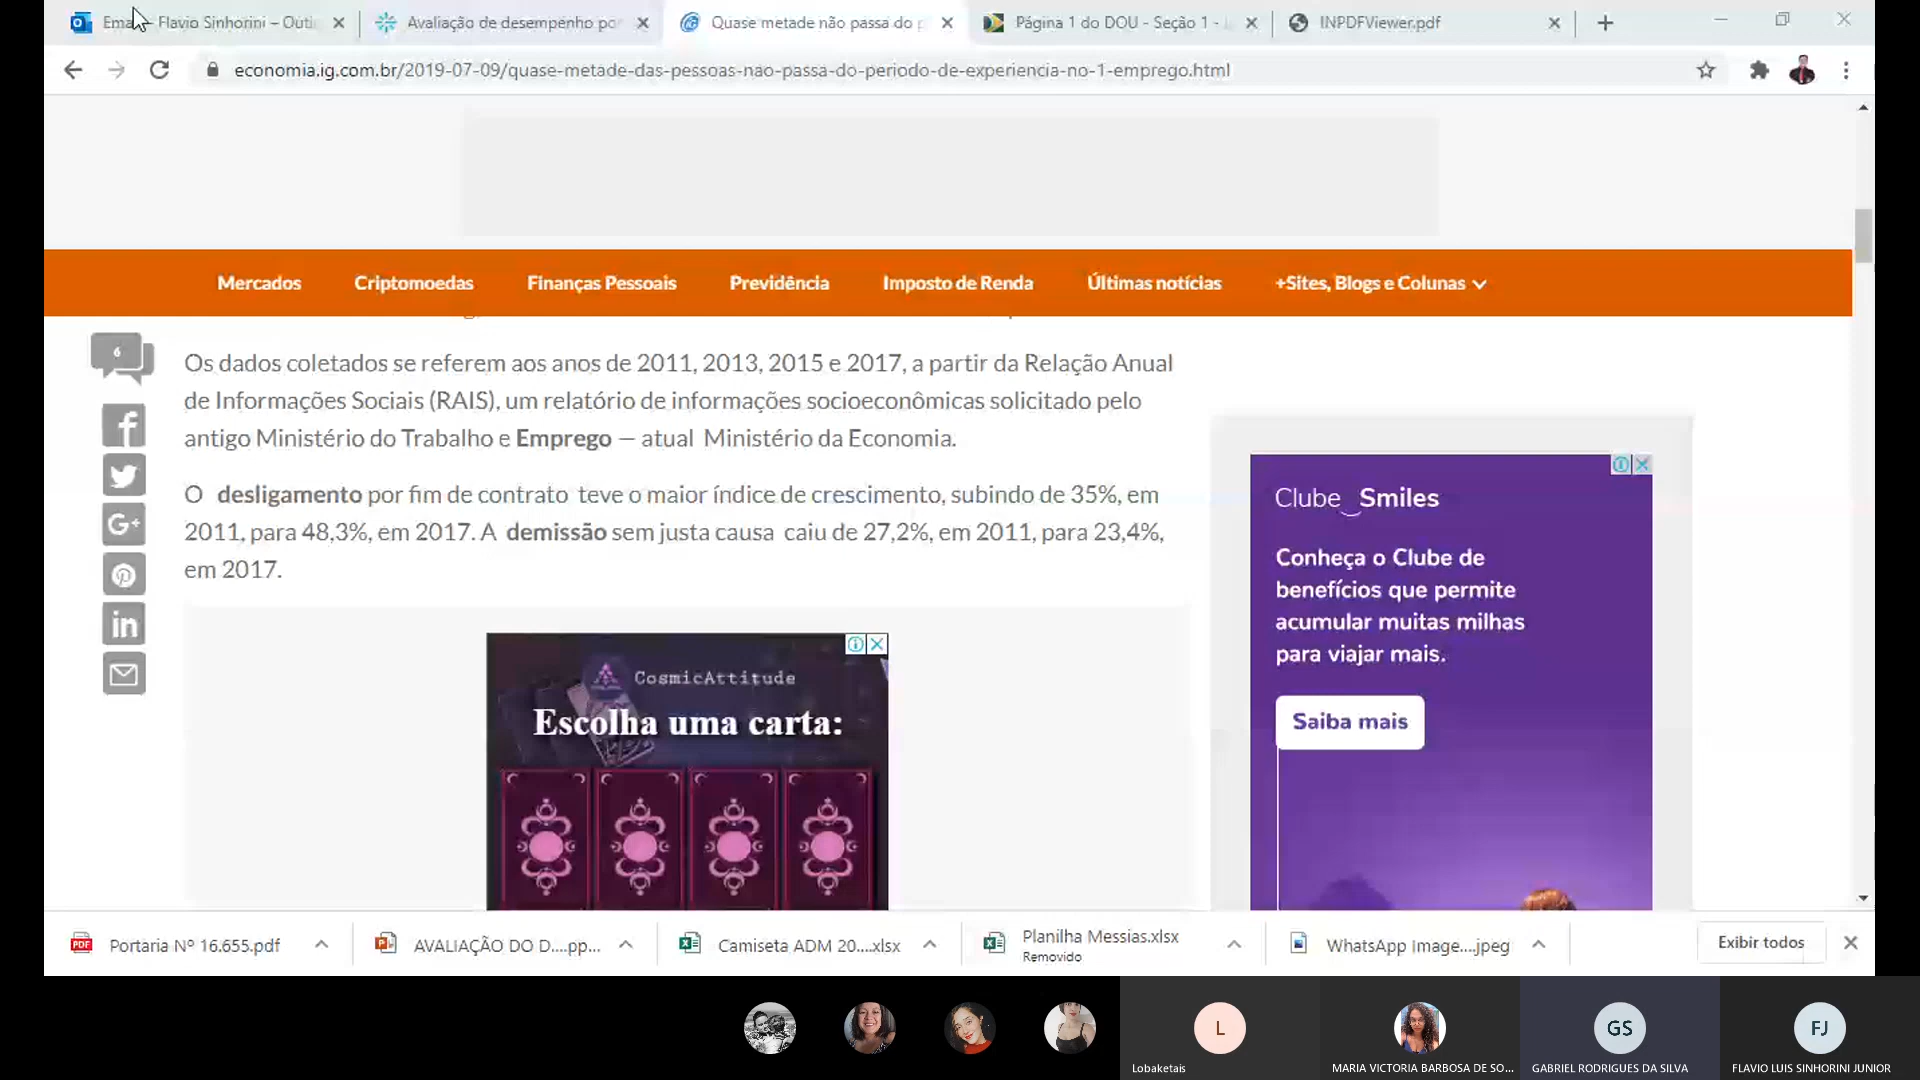 Flavio Sinhorini – Outl
Avaliação de desempenho po
Quase metade não passa do p
Página 1 do DOU - Seção 1 -
INPDFViewer.pdf
economia.ig.com.br/2019-07-09/quase-metade-das-pessoas-nao-passa-do-periodo-de-experiencia-no-1-emprego.html
Mercados
Criptomoedas
Finanças Pessoais
Previdência
Imposto de Renda
Últimas notícias
+Sites, Blogs e Colunas
6
Os dados coletados se referem aos anos de 2011, 2013, 2015 e 2017, a partir da Relação Anual
de Informações Sociais (RAIS), um relatório de informações socioeconômicas solicitado pelo
antigo Ministério do Trabalho e Emprego — atual Ministério da Economia.
O desligamento por fim de contrato teve o maior índice de crescimento, subindo de 35%, em
2011, para 48,3%, em 2017. A demissão sem justa causa caiu de 27,2%, em 2011, para 23,4%,
em 2017.
CosmicAttitude
Escolha uma carta:
Clube Smiles
Conheça o Clube de
benefícios que permite
acumular muitas milhas
para viajar mais.
Saiba mais
Portaria Nº 16.655.pdf
AVALIAÇÃO DO D....pp...
Camiseta ADM 20....xlsx
Planilha Messias.xlsx
Removido
WhatsApp Image....jpeg
Exibir todos
L
Lobaketais
MARIA VICTORIA BARBOSA DE SO...
GS
GABRIEL RODRIGUES DA SILVA
FJ
FLAVIO LUIS SINHORINI JUNIOR